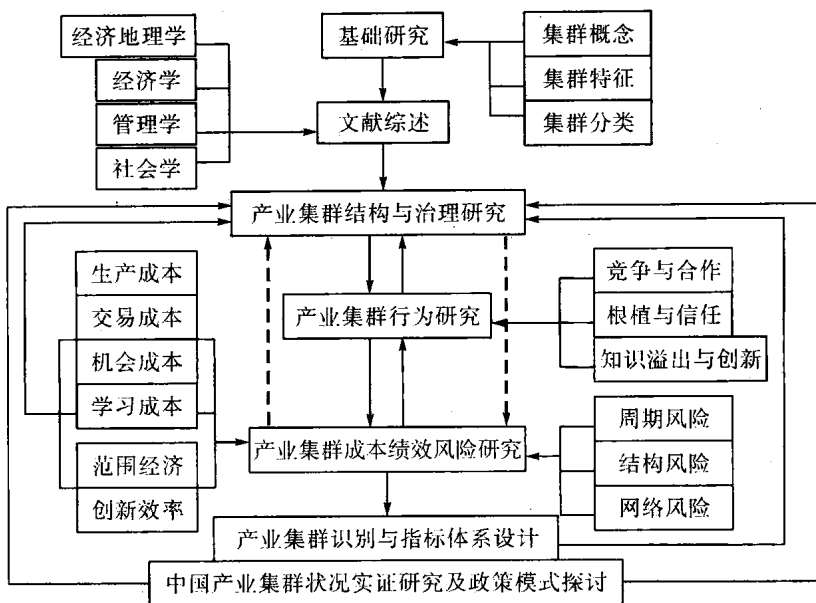 经济地理学
经济学
管理学
社会学
基础研究
文献综述
集群概念
集群特征
集群分类
产业集群结构与治理研究
生产成本
交易成本
机会成本
学习成本
范围经济
创新效率
产业集群行为研究
竞争与合作
根植与信任
知识溢出与创新
产业集群成本绩效风险研究
周期风险
结构风险
网络风险
产业集群识别与指标体系设计
中国产业集群状况实证研究及政策模式探讨